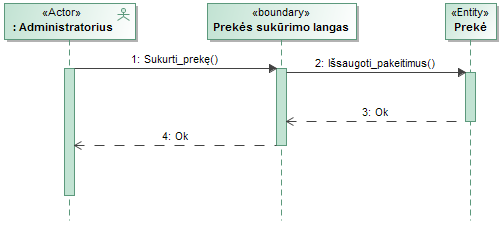 «Actor»
: Administratorius
«boundary»
Prekės sukūrimo langas
«Entity»
Prekė
1: Sukurti_prekę()
2: Išsaugoti_pakeitimus()
3: Ok
4: Ok